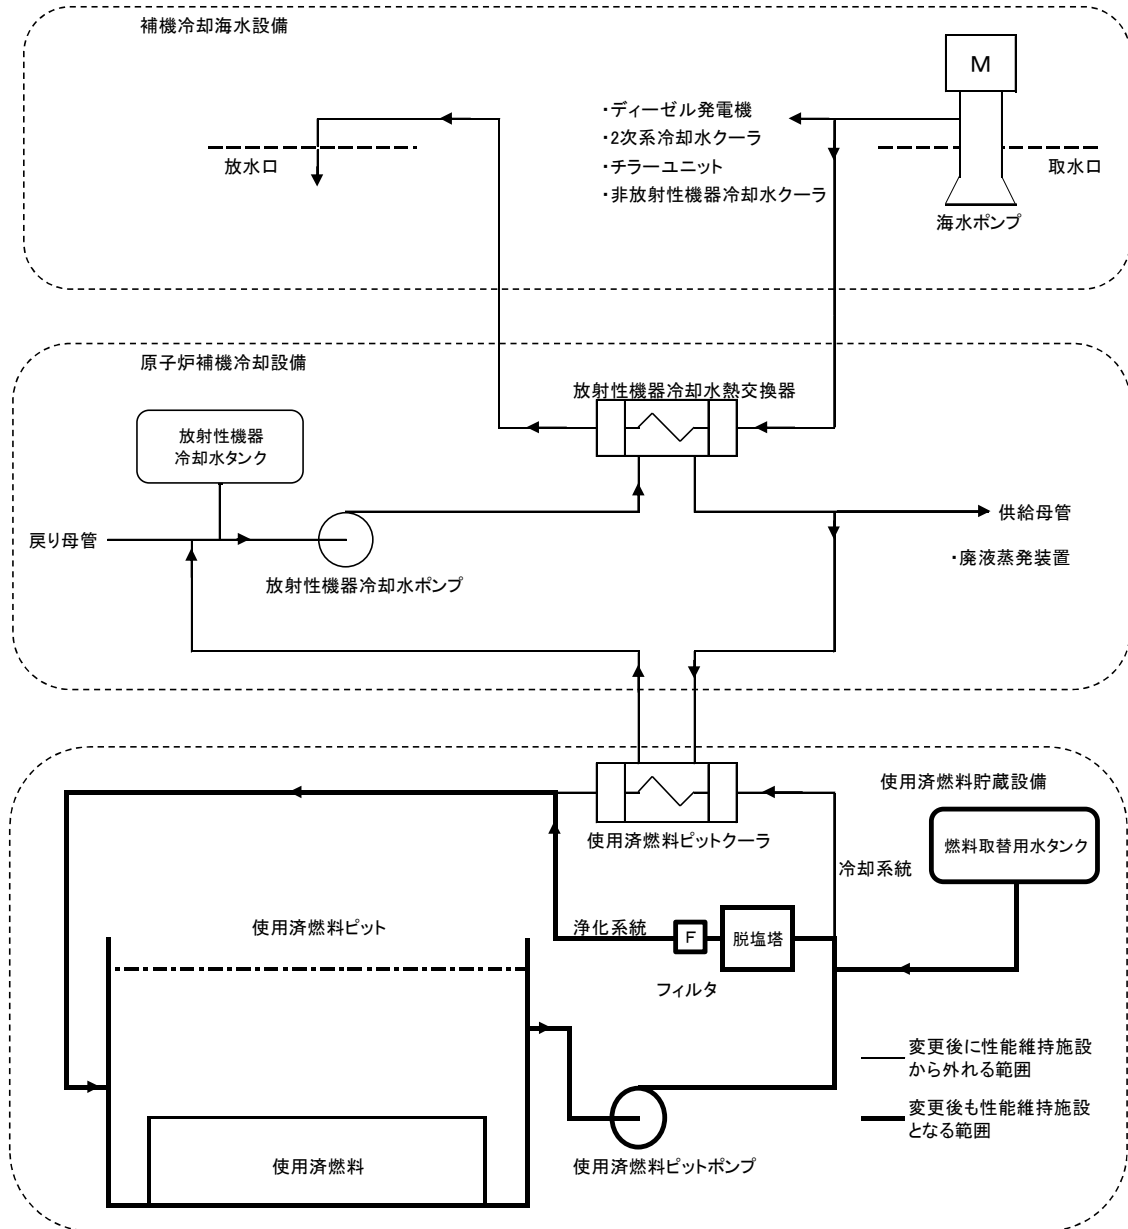 補機冷却海水設備
M
・ディーゼル発電機
・2次系冷却水クーラ
・チラーユニット
・非放射性機器冷却水クーラ
放水口
取水口
海水ポンプ
原子炉補機冷却設備
放射性機器冷却水熱交換器
放射性機器
冷却水タンク
戻り母管
供給母管
放射性機器冷却水ポンプ
・廃液蒸発装置
使用済燃料貯蔵設備
使用済燃料ピットクーラ
燃料取替用水タンク
冷却系統
使用済燃料ピット
浄化系統
F
脱塩塔
フィルタ
変更後に性能維持施設
から外れる範囲
変更後も性能維持施設
となる範囲
使用済燃料
使用済燃料ピットポンプ